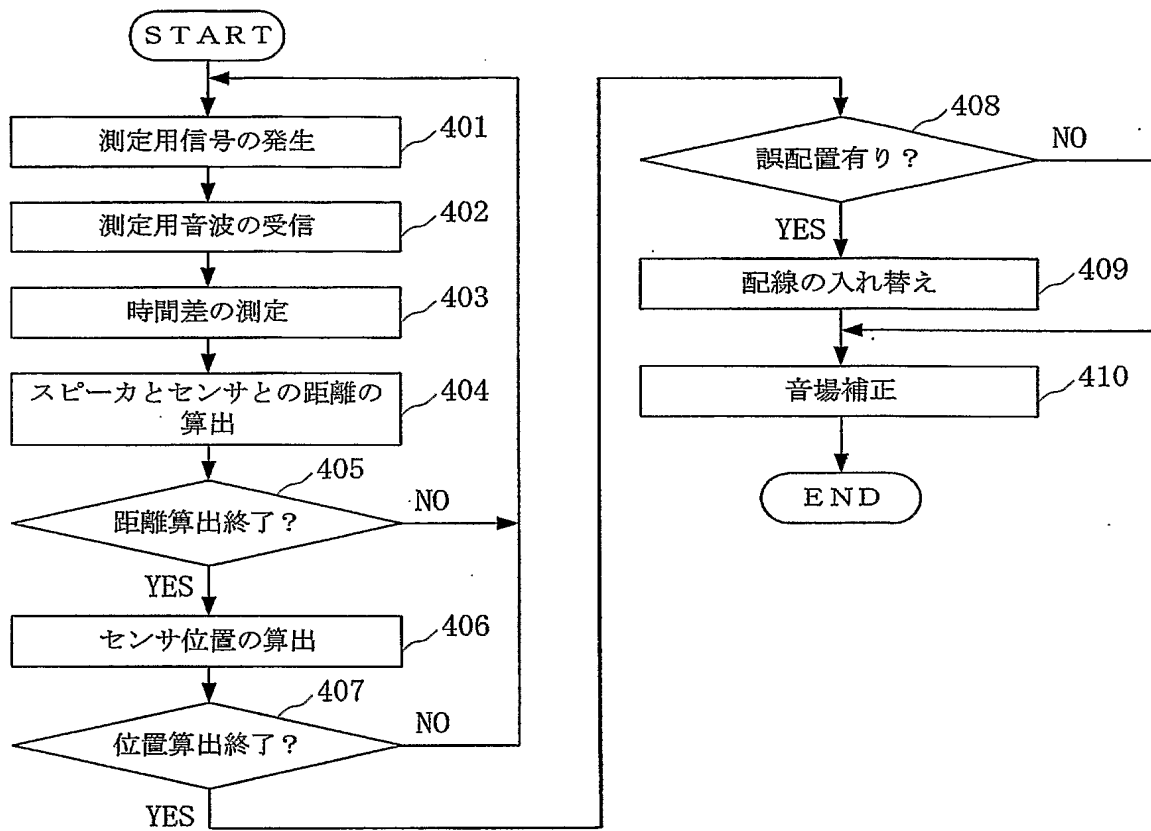 START
測定用信号の発生
401
測定用音波の受信
402
時間差の測定
403
スピーカとセンサとの距離の
算出
404
405
距離算出終了?
NO
YES
センサ位置の算出
406
407
位置算出終了?
NO
YES
408
誤配置有り?
NO
YES
配線の入れ替え
409
音場補正
410
END